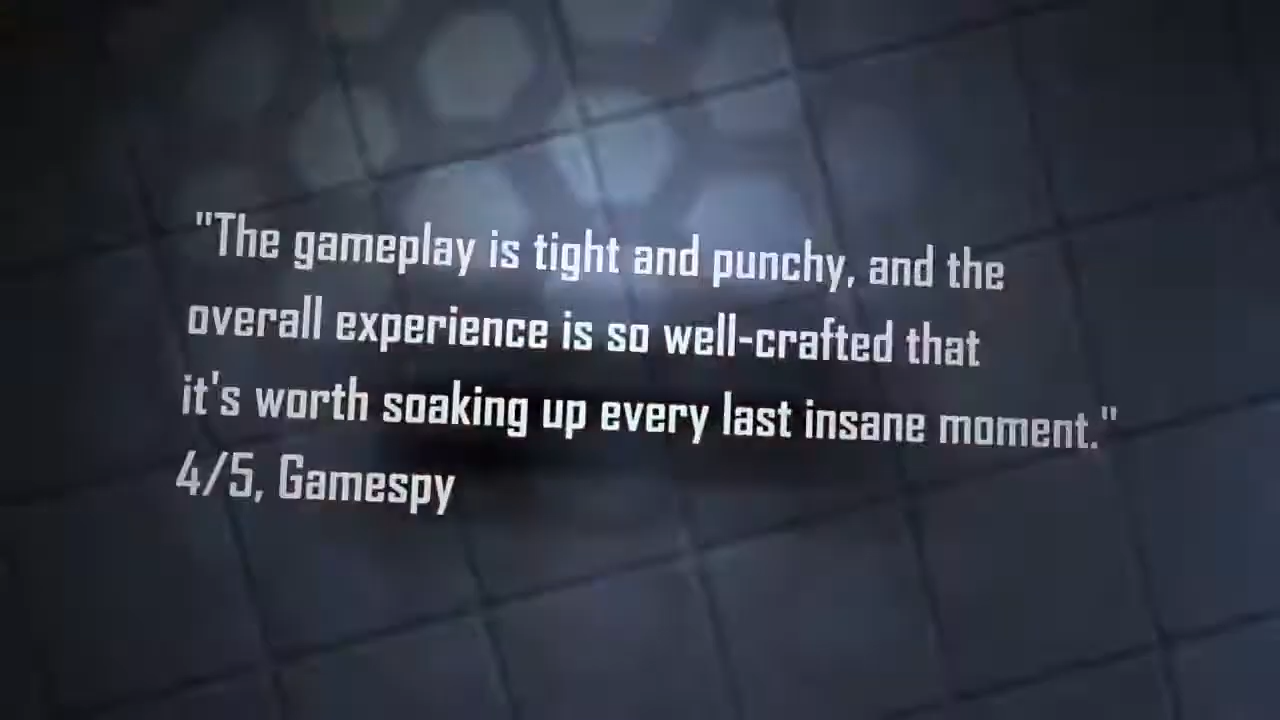 "The gameplay is tight and punchy, and the
overall experience is so well-crafted that
it's worth soaking up every last insane moment."
4/5, Gamespy